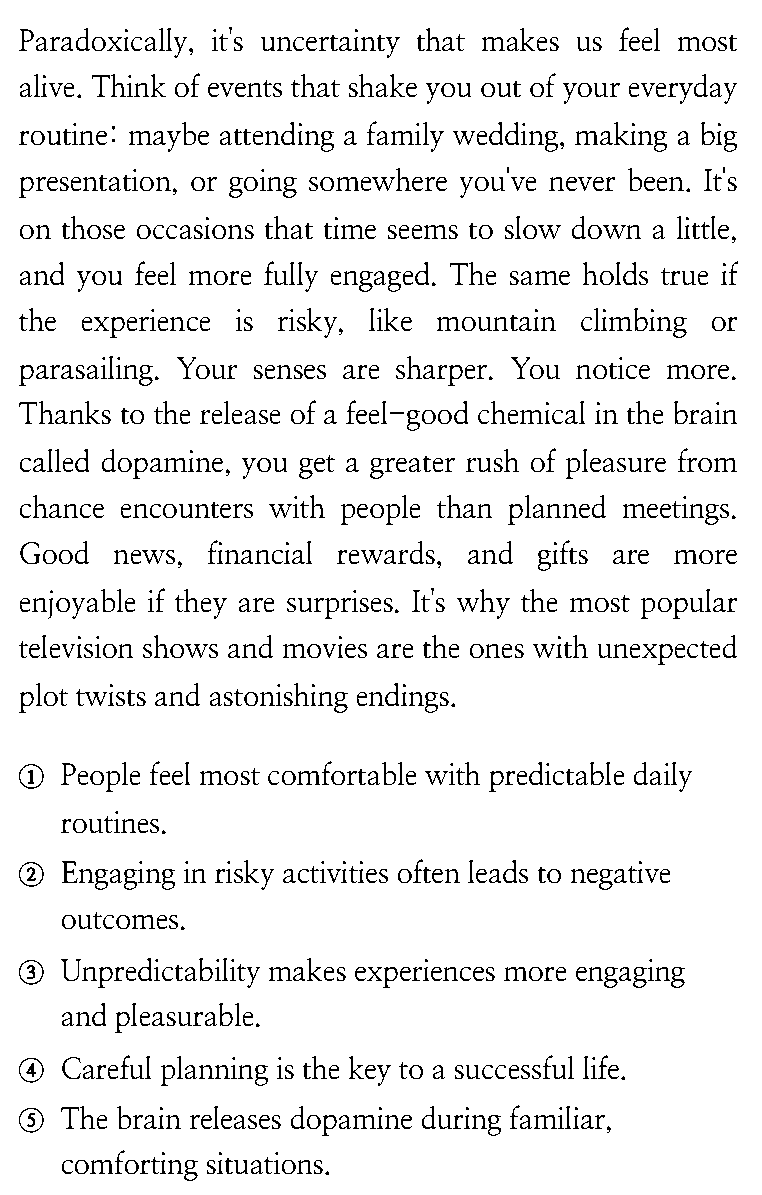 Paradoxically, it's uncertainty that makes us feel most
alive. Think of events that shake you out of your everyday
routine: maybe attending a family wedding, making a big
presentation, or going somewhere you've never been. It's
on those occasions that time seems to slow down a little,
and you feel more fully engaged. The same holds true if
the experience is risky, like mountain climbing or
parasailing. Your senses are sharper. You notice more.
Thanks to the release of a feel-good chemical in the brain
called dopamine, you get a greater rush of pleasure from
chance encounters with people than planned meetings.
Good news, financial rewards, and gifts are more
enjoyable if they are surprises. It's why the most popular
television shows and movies are the ones with unexpected
plot twists and astonishing endings.
① People feel most comfortable with predictable daily
routines.
② Engaging in risky activities often leads to negative
outcomes.
③ Unpredictability makes experiences more engaging
and pleasurable.
④ Careful planning is the key to a successful life.
⑤ The brain releases dopamine during familiar,
comforting situations.